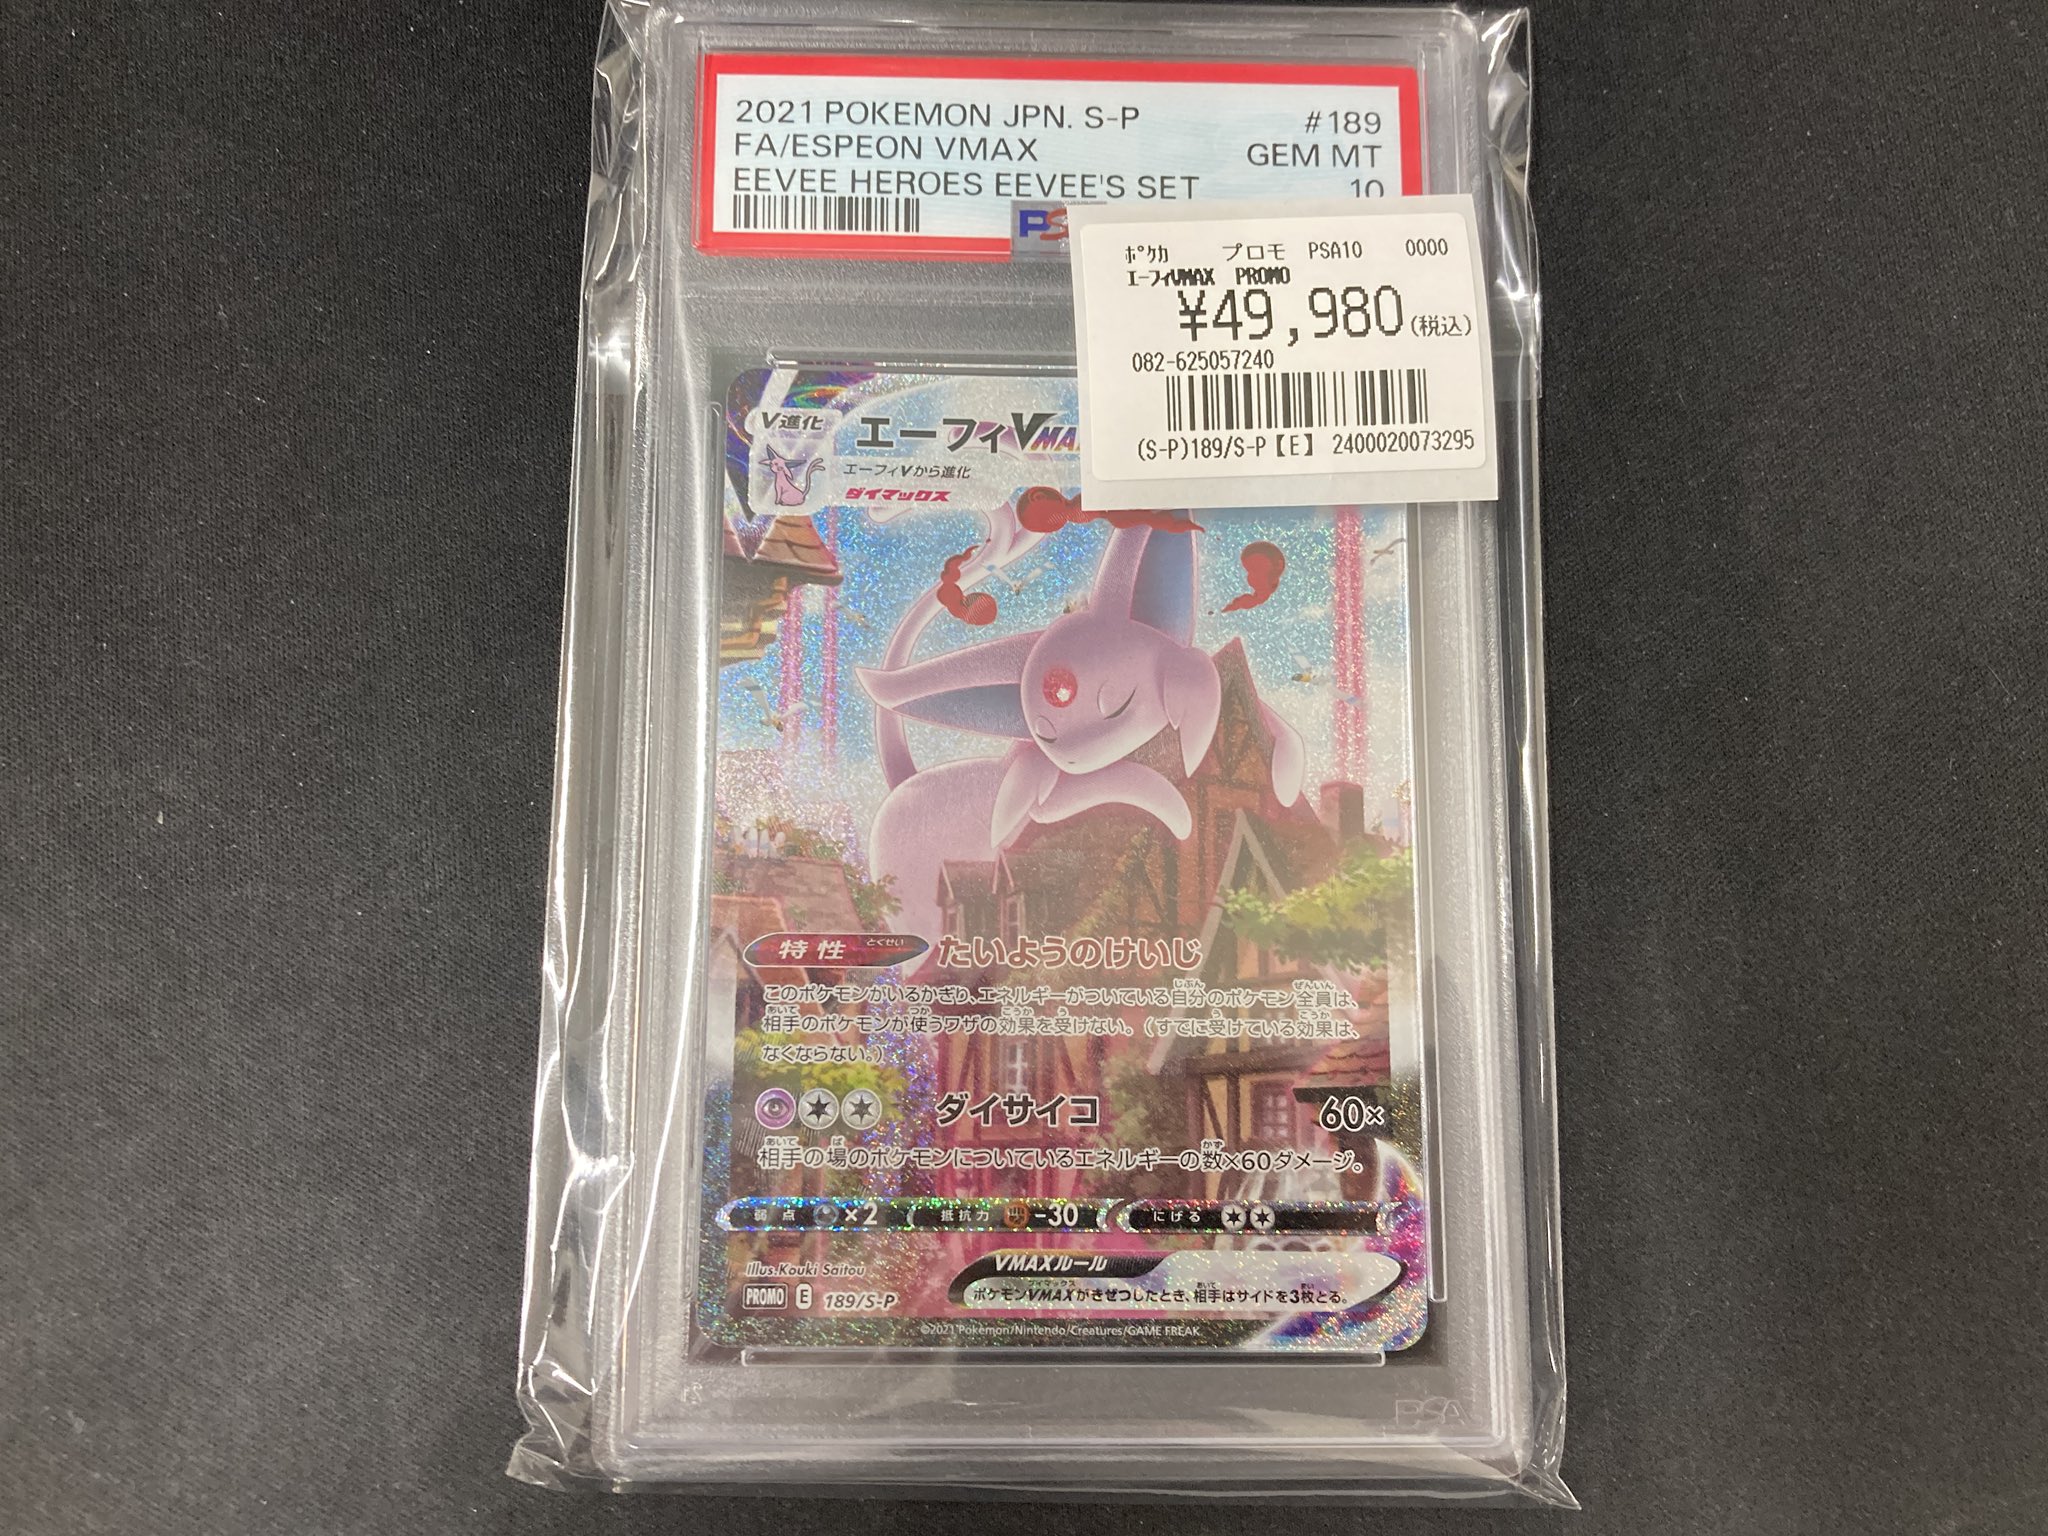 2021 POKEMON JPN. S-P
#189
FA/ESPEON VMAX
GEM MT
EEVEE HEROES EEVEE'S SET
10
ﾎﾟｹｶ プロモ PSA10 0000
ｴｰﾌｨVMAX PROMO
¥49,980(税込)
082-625057240
(S-P)189/S-P【E】 2400020073295
V進化
エーフィVMA
エーフィVから進化
ダイマックス
特性 とくせい たいようのけいじ
このポケモンがいるかぎり、エネルギーがついている自分のポケモン全員は、
相手のポケモンが使うワザの効果を受けない。（すでに受けている効果は、
なくならない。）
ダイサイコ 60×
相手の場のポケモンについているエネルギーの数×60ダメージ。
弱点 ×2 抵抗力 -30 にげる
Illus.Kouki Saitou
VMAXルール
ポケモンVMAXがきぜつしたとき、相手はサイドを3枚とる。
PROMO E 189/S-P
©2021 Pokémon/Nintendo/Creatures/GAME FREAK
PSA